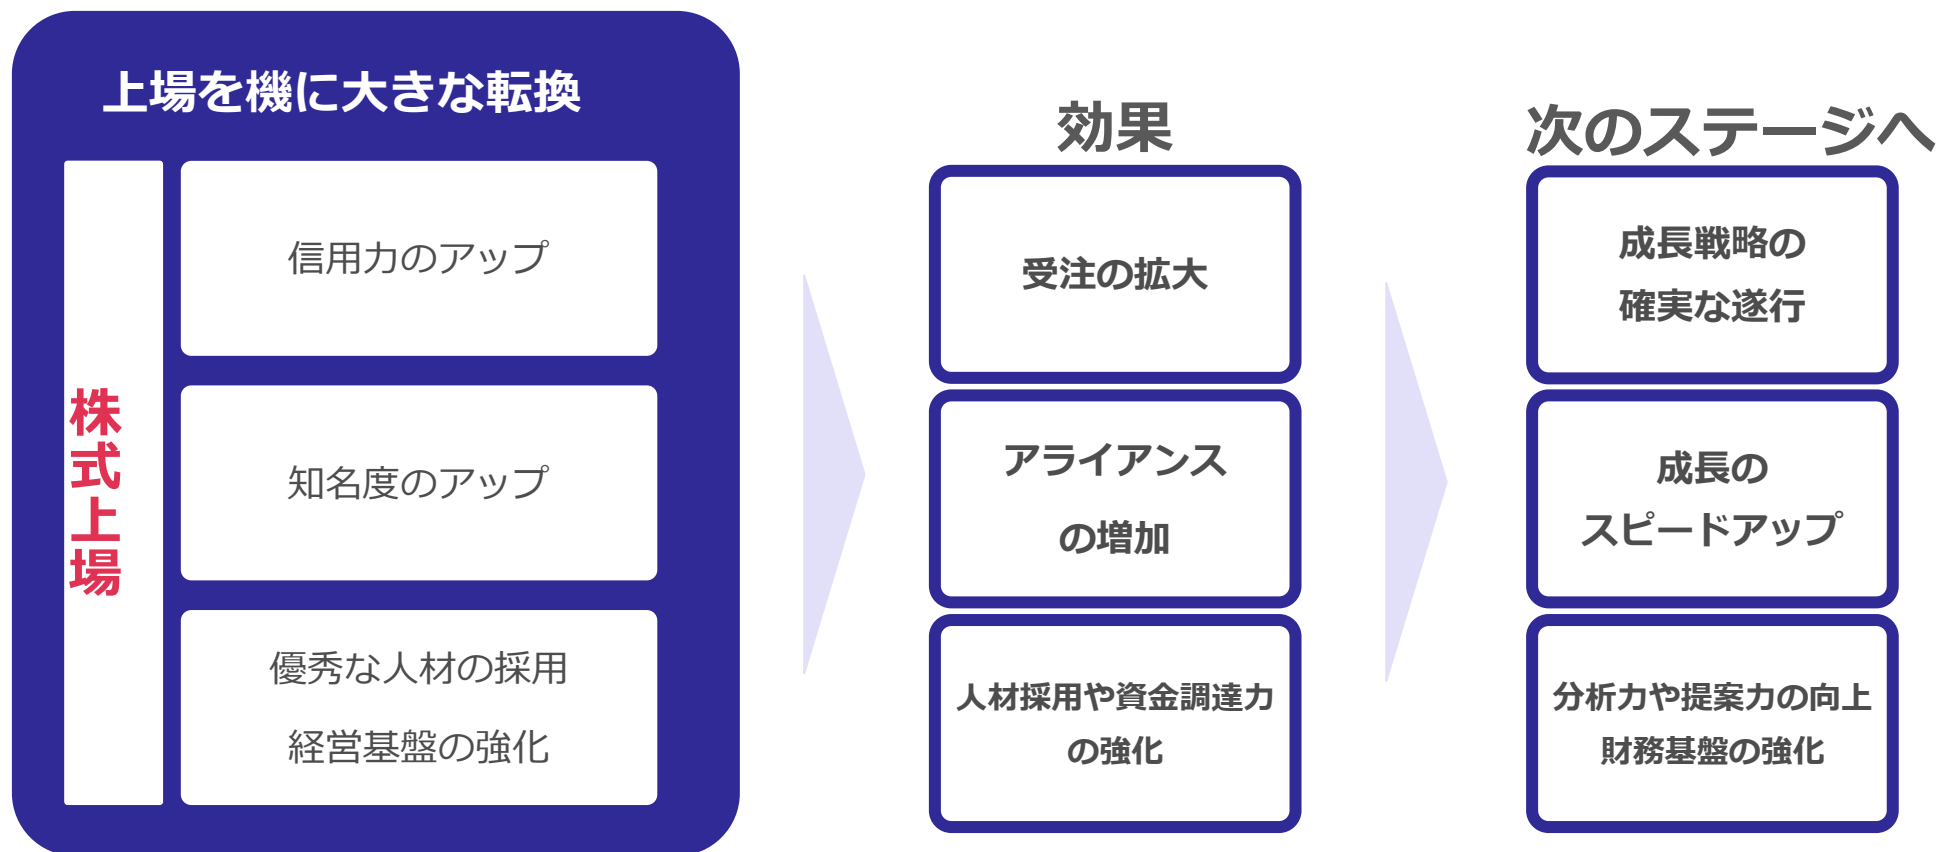 上場を機に大きな転換
株式上場
信用力のアップ
知名度のアップ
優秀な人材の採用
経営基盤の強化
効果
受注の拡大
アライアンス
の増加
人材採用や資金調達力
の強化
次のステージへ
成長戦略の
確実な遂行
成長の
スピードアップ
分析力や提案力の向上
財務基盤の強化